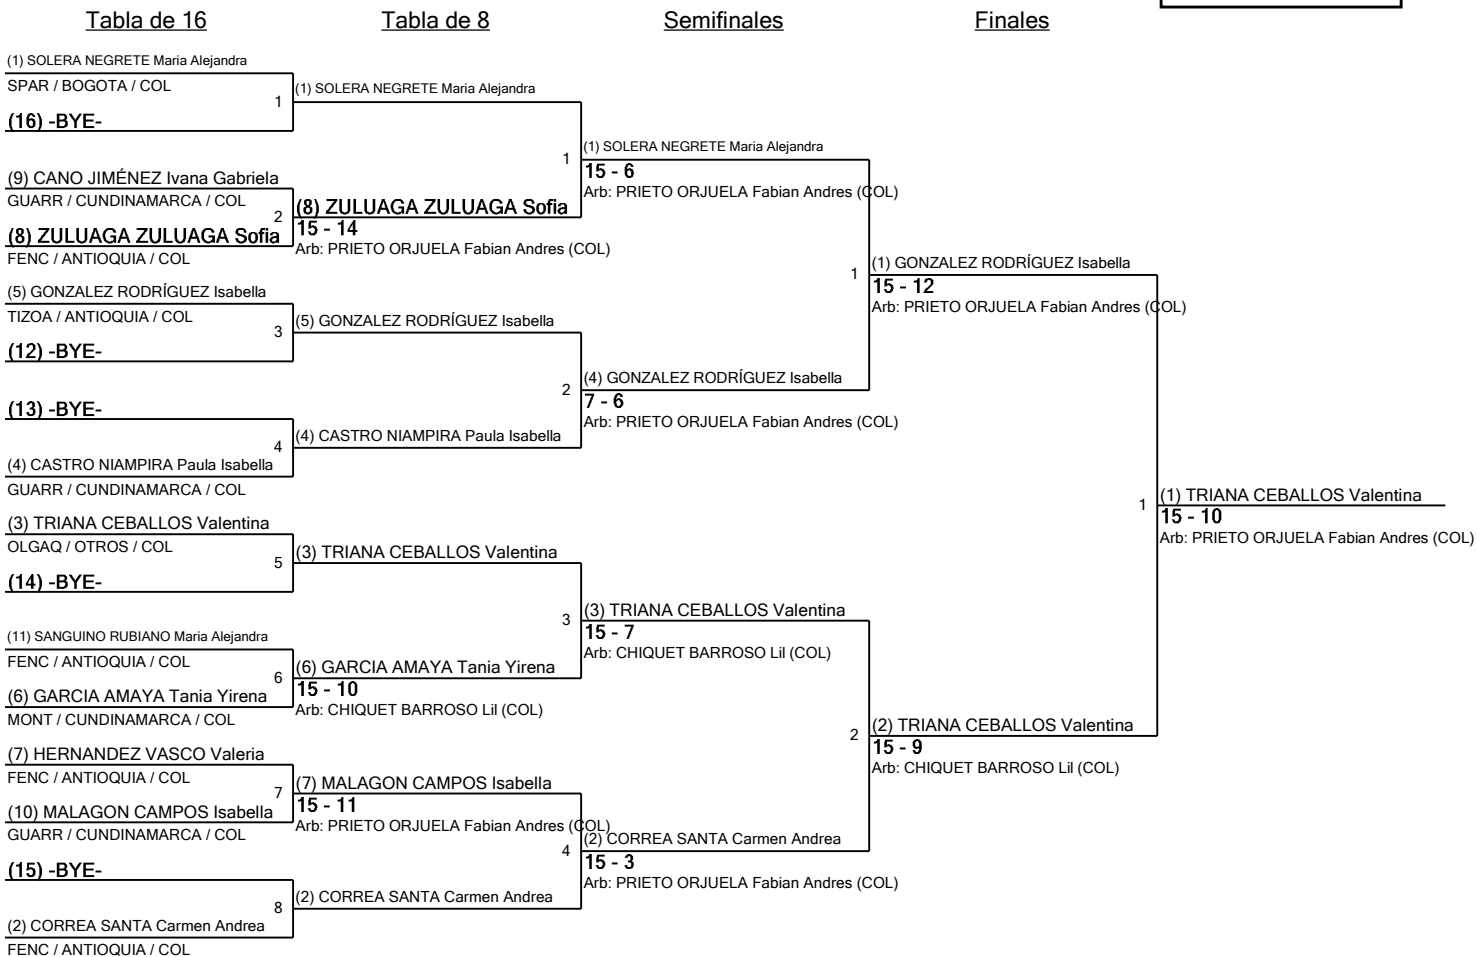 Tabla de 16
Tabla de 8
Semifinales
Finales
(1) SOLERA NEGRETE Maria Alejandra
SPAR / BOGOTA / COL
1
(16) -BYE-
(9) CANO JIMÉNEZ Ivana Gabriela
GUARR / CUNDINAMARCA / COL
2
(8) ZULUAGA ZULUAGA Sofia
FENC / ANTIOQUIA / COL
(5) GONZALEZ RODRÍGUEZ Isabella
TIZOA / ANTIOQUIA / COL
3
(12) -BYE-
(13) -BYE-
4
(4) CASTRO NIAMPIRA Paula Isabella
GUARR / CUNDINAMARCA / COL
(3) TRIANA CEBALLOS Valentina
OLGAQ / OTROS / COL
5
(14) -BYE-
(11) SANGUINO RUBIANO Maria Alejandra
FENC / ANTIOQUIA / COL
6
(6) GARCIA AMAYA Tania Yirena
MONT / CUNDINAMARCA / COL
(7) HERNANDEZ VASCO Valeria
FENC / ANTIOQUIA / COL
7
(10) MALAGON CAMPOS Isabella
GUARR / CUNDINAMARCA / COL
(15) -BYE-
8
(2) CORREA SANTA Carmen Andrea
FENC / ANTIOQUIA / COL
(1) SOLERA NEGRETE Maria Alejandra
1
(8) ZULUAGA ZULUAGA Sofia
15 - 14
Arb: PRIETO ORJUELA Fabian Andres (COL)
(5) GONZALEZ RODRÍGUEZ Isabella
2
(4) CASTRO NIAMPIRA Paula Isabella
(3) TRIANA CEBALLOS Valentina
3
(6) GARCIA AMAYA Tania Yirena
15 - 10
Arb: CHIQUET BARROSO Lil (COL)
(7) MALAGON CAMPOS Isabella
15 - 11
Arb: PRIETO ORJUELA Fabian Andres (COL)
4
(2) CORREA SANTA Carmen Andrea
(1) SOLERA NEGRETE Maria Alejandra
15 - 6
Arb: PRIETO ORJUELA Fabian Andres (COL)
1
(4) GONZALEZ RODRÍGUEZ Isabella
7 - 6
Arb: PRIETO ORJUELA Fabian Andres (COL)
(3) TRIANA CEBALLOS Valentina
15 - 7
Arb: CHIQUET BARROSO Lil (COL)
2
(2) CORREA SANTA Carmen Andrea
15 - 3
Arb: PRIETO ORJUELA Fabian Andres (COL)
(1) GONZALEZ RODRÍGUEZ Isabella
15 - 12
Arb: PRIETO ORJUELA Fabian Andres (COL)
1
(2) TRIANA CEBALLOS Valentina
15 - 9
Arb: CHIQUET BARROSO Lil (COL)
(1) TRIANA CEBALLOS Valentina
15 - 10
Arb: PRIETO ORJUELA Fabian Andres (COL)